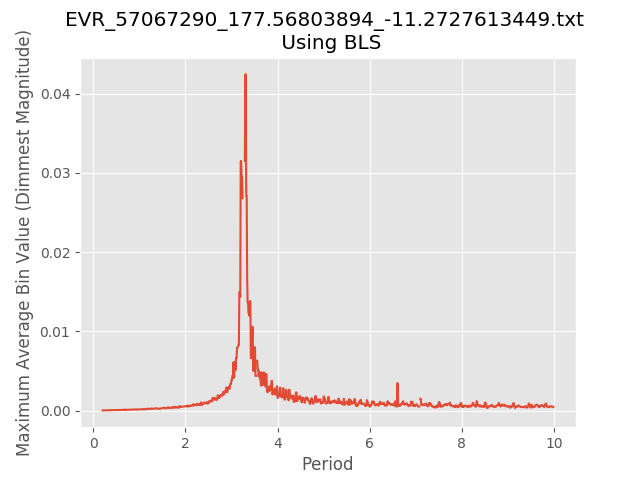 EVR_57067290_177.56803894_-11.2727613449.txt
Using BLS
Maximum Average Bin Value (Dimmest Magnitude)
0.04
0.03
0.02
0.01
0.00
0
2
4
6
8
10
Period